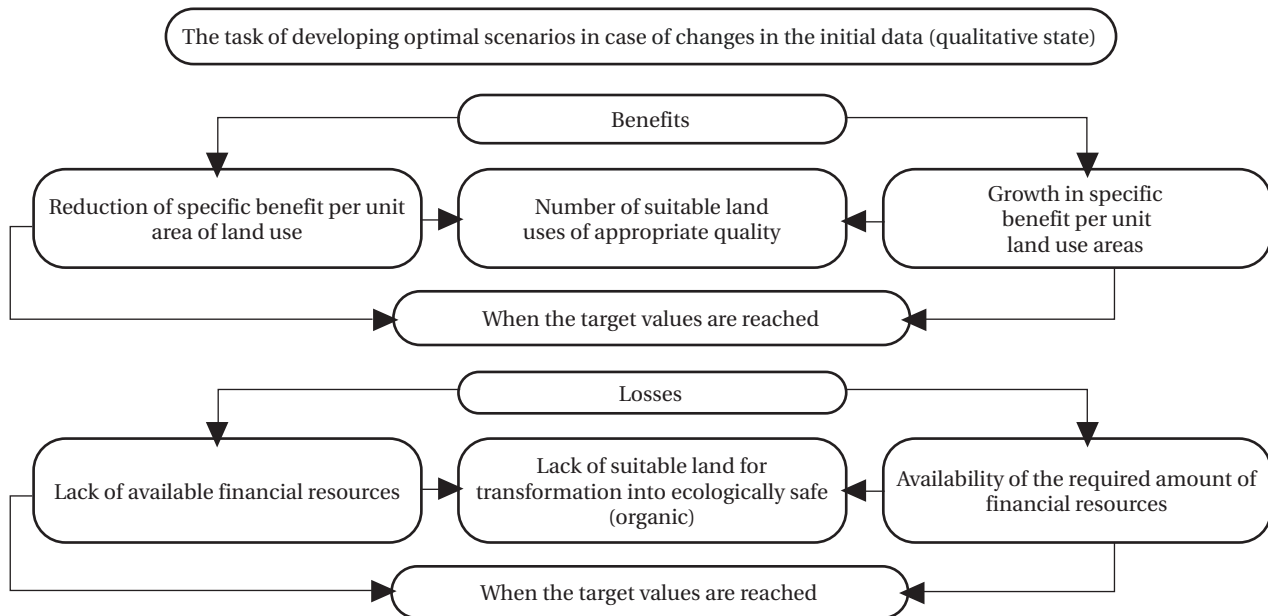 The task of developing optimal scenarios in case of changes in the initial data (qualitative state)
Benefits
Reduction of specific benefit per unit
area of land use
Number of suitable land
uses of appropriate quality
Growth in specific
benefit per unit
land use areas
When the target values are reached
Losses
Lack of available financial resources
Lack of suitable land for
transformation into ecologically safe
(organic)
Availability of the required amount of
financial resources
When the target values are reached